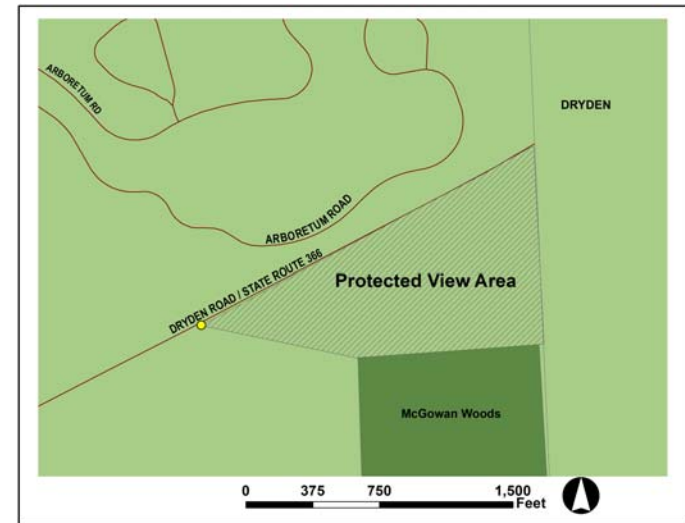 ARBORETUM RD
DRYDEN
ARBORETUM ROAD
DRYDEN ROAD / STATE ROUTE 366
Protected View Area
McGowan Woods
0 375 750 1,500
Feet